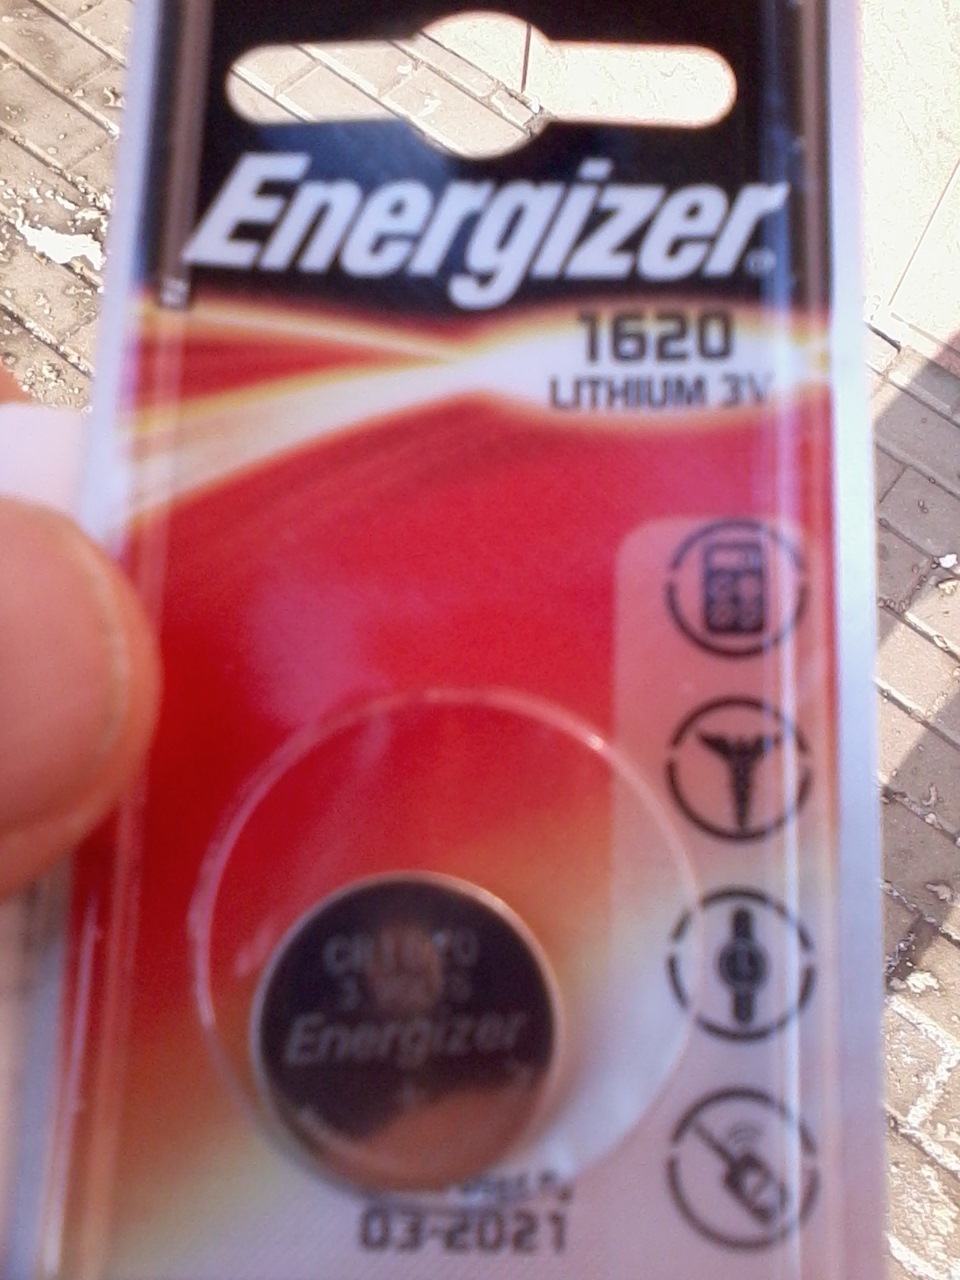 Energizer
1620
LITHIUM 3V
Energizer
03-2021